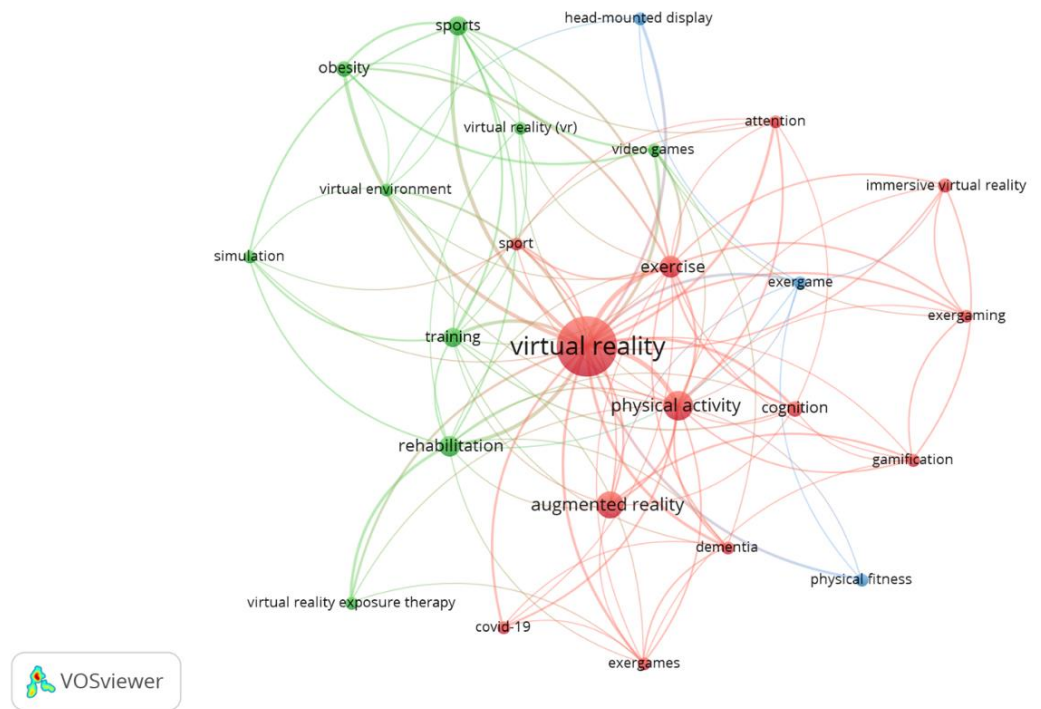 head-mounted display
sports
obesity
attention
virtual reality (vr)
video games
immersive virtual reality
virtual environment
sport
simulation
exercise
exergame
exergaming
training
virtual reality
physical activity
cognition
rehabilitation
gamification
augmented reality
dementia
physical fitness
virtual reality exposure therapy
covid-19
exergames
VOSviewer